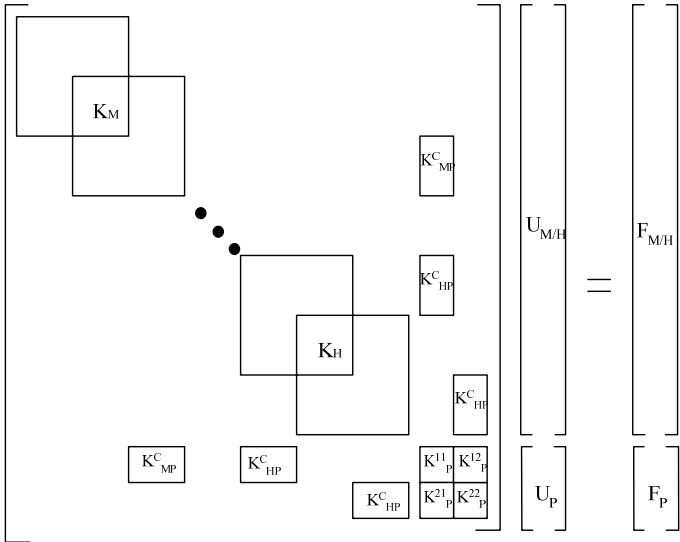 K_M
K^C_MP
U_M/H
F_M/H
=
K^C_HP
K_H
K^C_HP
K^C_MP
K^C_HP
K^11_P
K^12_P
K^C_HP
K^21_P
K^22_P
U_P
F_P